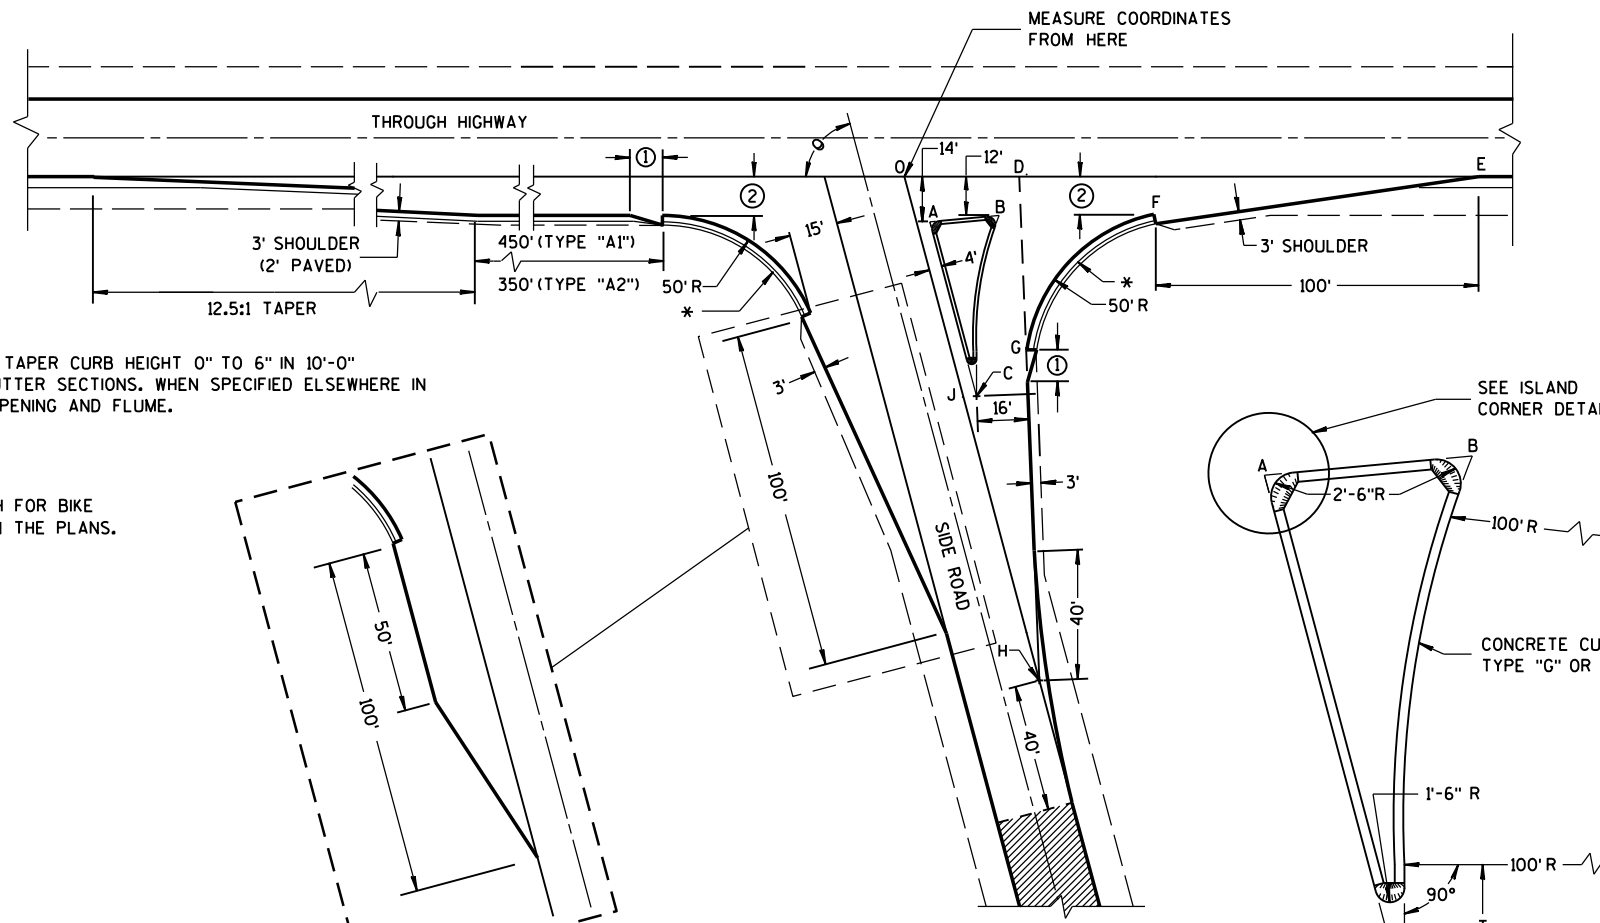 MEASURE COORDINATES
FROM HERE
THROUGH HIGHWAY
1
θ
14'
12'
O
D
E
2
A
B
2
F
15'
3' SHOULDER
(2' PAVED)
450' (TYPE "A1")
350' (TYPE "A2")
50' R
*
4'
3' SHOULDER
*
50' R
100'
12.5:1 TAPER
G
1
C
J
16'
TAPER CURB HEIGHT 0" TO 6" IN 10'-0"
UTTER SECTIONS. WHEN SPECIFIED ELSEWHERE IN
PENING AND FLUME.
3'
SEE ISLAND
CORNER DETA
A
B
2'-6"R
100' R
100'
3'
H FOR BIKE
THE PLANS.
SIDE ROAD
50'
100'
H
40'
40'
CONCRETE CU
TYPE "G" OR
1'-6" R
100' R
90°